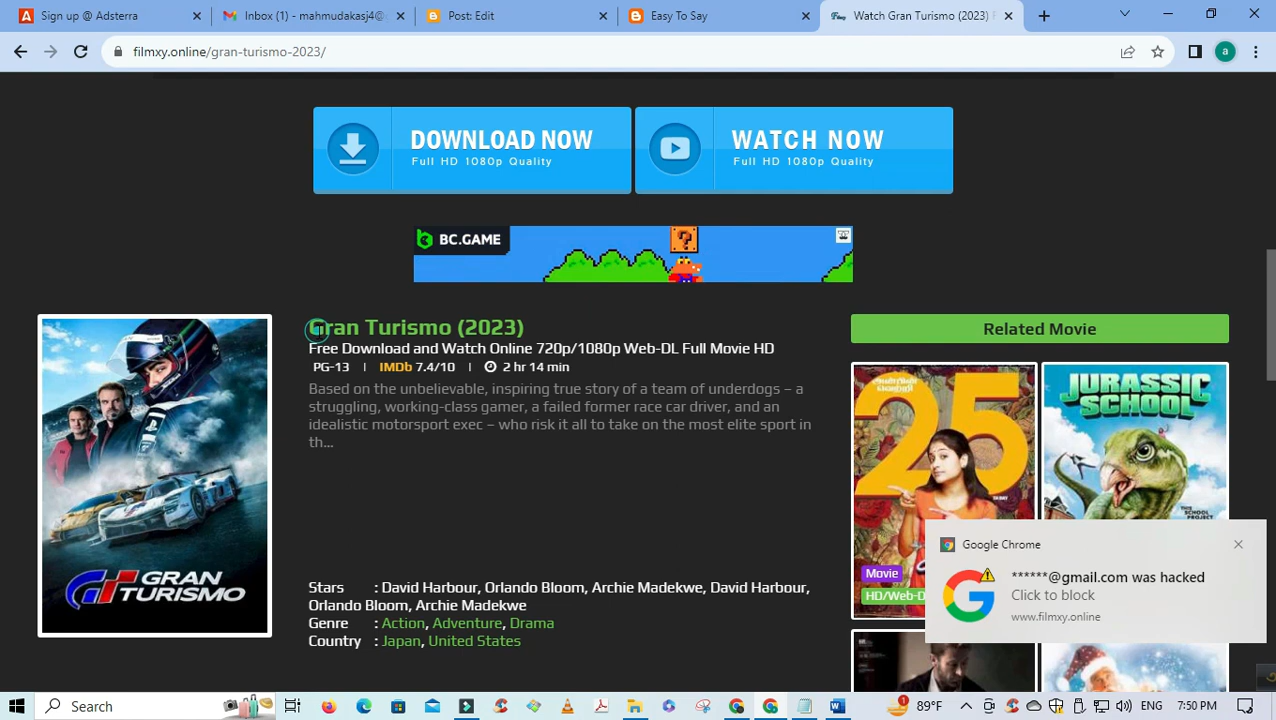 Sign up @ Adsterra
Inbox (1) - mahmudakasj4@
Post: Edit
Easy To Say
Watch Gran Turismo (2023) F
filmxy.online/gran-turismo-2023/
a
DOWNLOAD NOW
Full HD 1080p Quality
WATCH NOW
Full HD 1080p Quality
BC.GAME
?
Gran Turismo (2023)
Free Download and Watch Online 720p/1080p Web-DL Full Movie HD
PG-13 | IMDb 7.4/10 | 2 hr 14 min
Based on the unbelievable, inspiring true story of a team of underdogs – a
struggling, working-class gamer, a failed former race car driver, and an
idealistic motorsport exec – who risk it all to take on the most elite sport in
th...
Stars : David Harbour, Orlando Bloom, Archie Madekwe, David Harbour,
Orlando Bloom, Archie Madekwe
Genre : Action, Adventure, Drama
Country : Japan, United States
GRAN
TURISMO
Related Movie
25
Movie
HD/Web-D
JURASSIC
SCHOOL
THIS
SCHOOL PROJECT
Google Chrome
******@gmail.com was hacked
Click to block
www.filmxy.online
Search
1
89°F
ENG
7:50 PM